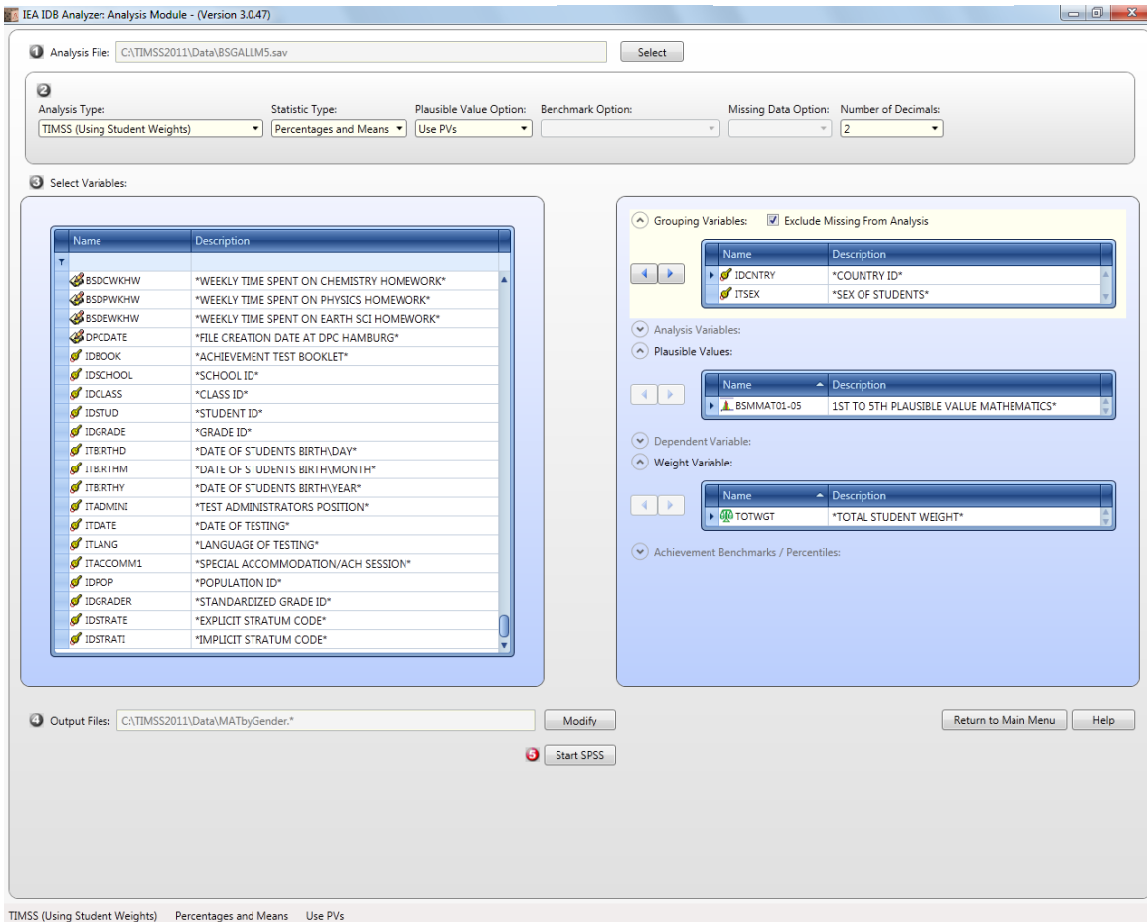 IEA IDB Analyzer: Analysis Module - (Version 3.0.47)
1 Analysis File: C:\TIMSS2011\Data\BSGALLM5.sav Select
2
Analysis Type: Statistic Type: Plausible Value Option: Benchmark Option: Missing Data Option: Number of Decimals:
TIMSS (Using Student Weights) Percentages and Means Use PVs 2
3 Select Variables:
Name Description
BSDCWKHW *WEEKLY TIME SPENT ON CHEMISTRY HOMEWORK*
BSDPWKHW *WEEKLY TIME SPENT ON PHYSICS HOMEWORK*
BSDEWKHW *WEEKLY TIME SPENT ON EARTH SCI HOMEWORK*
DPCDATE *FILE CREATION DATE AT DPC HAMBURG*
IDBOOK *ACHIEVEMENT TEST BOOKLET*
IDSCHOOL *SCHOOL ID*
IDCLASS *CLASS ID*
IDSTUD *STUDENT ID*
IDGRADE *GRADE ID*
ITBIRTHD *DATE OF STUDENTS BIRTH\DAY*
ITBIRTHM *DATE OF STUDENTS BIRTH\MONTH*
ITBIRTHY *DATE OF STUDENTS BIRTH\YEAR*
ITADMINI *TEST ADMINISTRATORS POSITION*
ITDATE *DATE OF TESTING*
ITLANG *LANGUAGE OF TESTING*
ITACCOMM1 *SPECIAL ACCOMMODATION/ACH SESSION*
IDPOP *POPULATION ID*
IDGRADER *STANDARDIZED GRADE ID*
IDSTRATE *EXPLICIT STRATUM CODE*
IDSTRATI *IMPLICIT STRATUM CODE*
Grouping Variables: Exclude Missing From Analysis
Name Description
IDCNTRY *COUNTRY ID*
ITSEX *SEX OF STUDENTS*
Analysis Variables:
Plausible Values:
Name Description
BSMMAT01-05 1ST TO 5TH PLAUSIBLE VALUE MATHEMATICS*
Dependent Variable:
Weight Variable:
Name Description
TOTWGT *TOTAL STUDENT WEIGHT*
Achievement Benchmarks / Percentiles:
4 Output Files: C:\TIMSS2011\Data\MATbyGender.* Modify Return to Main Menu Help
5 Start SPSS
TIMSS (Using Student Weights) Percentages and Means Use PVs